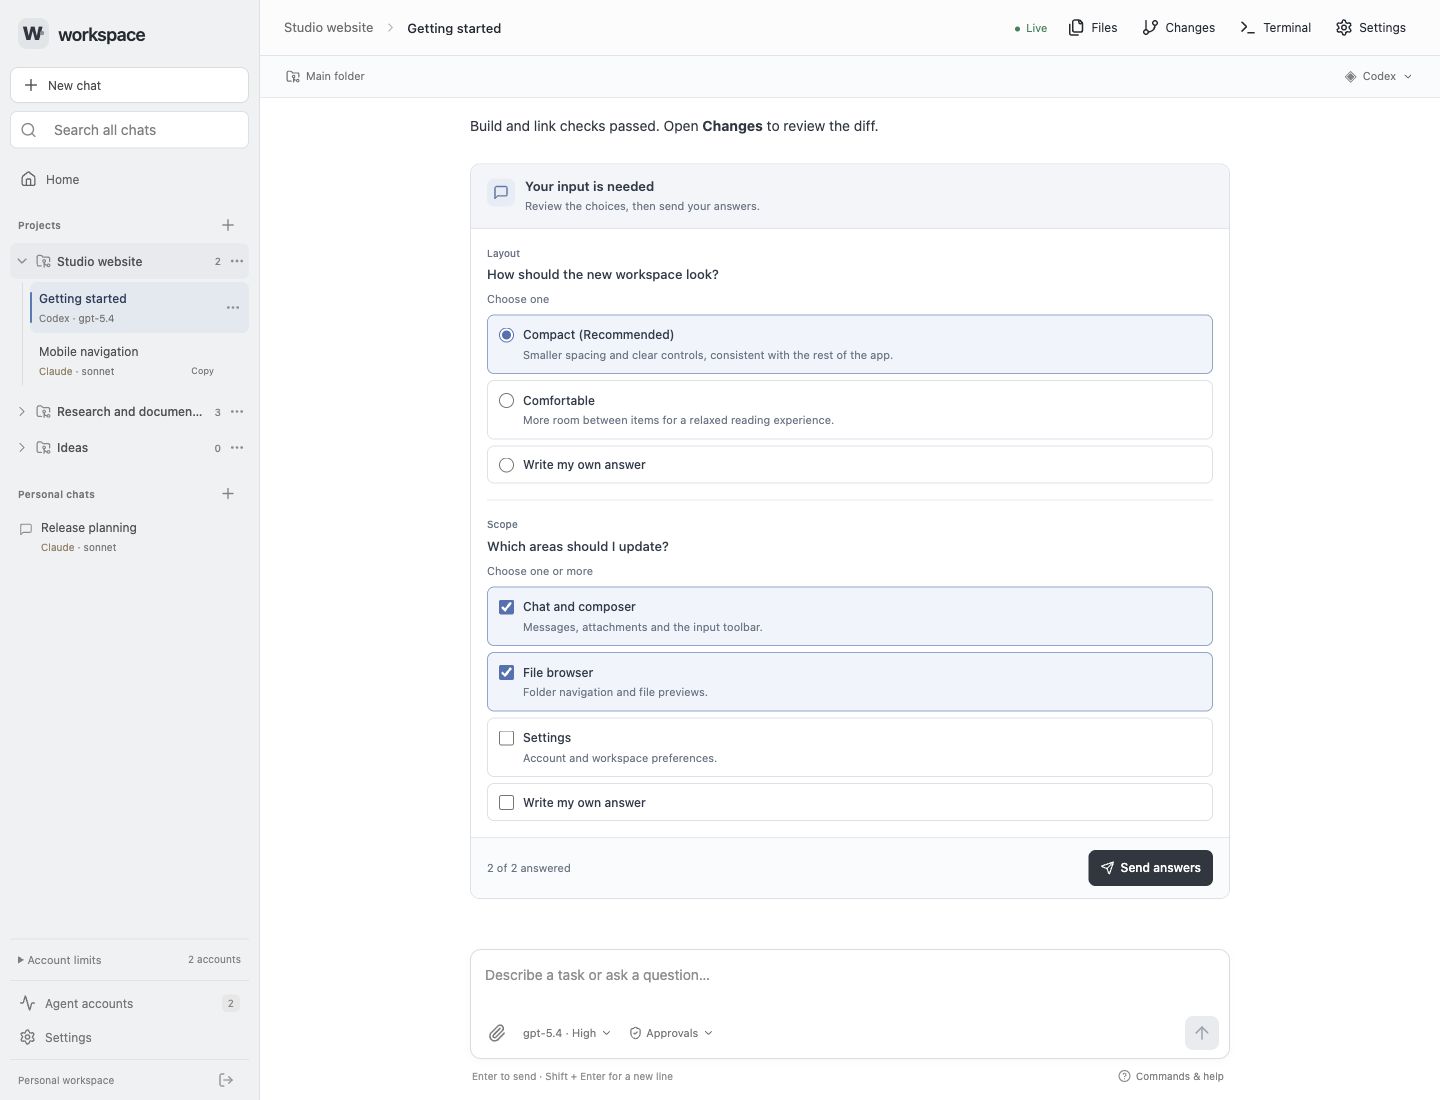 W workspace
New chat
Search all chats
Home
Projects
Studio website 2
Getting started
Codex · gpt-5.4
Mobile navigation
Claude · sonnet Copy
Research and documen... 3
Ideas 0
Personal chats
Release planning
Claude · sonnet
Account limits 2 accounts
Agent accounts 2
Settings
Personal workspace
Studio website Getting started
Live Files Changes Terminal Settings
Main folder Codex
Build and link checks passed. Open Changes to review the diff.
Your input is needed
Review the choices, then send your answers.
Layout
How should the new workspace look?
Choose one
Compact (Recommended)
Smaller spacing and clear controls, consistent with the rest of the app.
Comfortable
More room between items for a relaxed reading experience.
Write my own answer
Scope
Which areas should I update?
Choose one or more
Chat and composer
Messages, attachments and the input toolbar.
File browser
Folder navigation and file previews.
Settings
Account and workspace preferences.
Write my own answer
2 of 2 answered Send answers
Describe a task or ask a question...
gpt-5.4 · High Approvals
Enter to send · Shift + Enter for a new line Commands & help